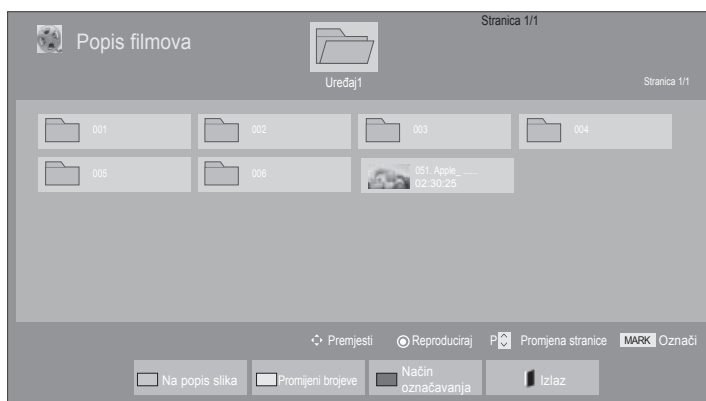 Popis filmova
Stranica 1/1
Uređaj1
Stranica 1/1
001
002
003
004
005
006
051. Apple_ ......
02:30:25
Premjesti
Reproduciraj
P
Promjena stranice
MARK Označi
Na popis slika
Promijeni brojeve
Način
označavanja
Izlaz